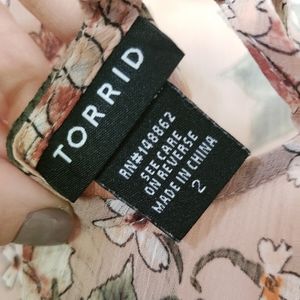 TORRID
RN#148862
SEE CARE
ON REVERSE
MADE IN CHINA
2